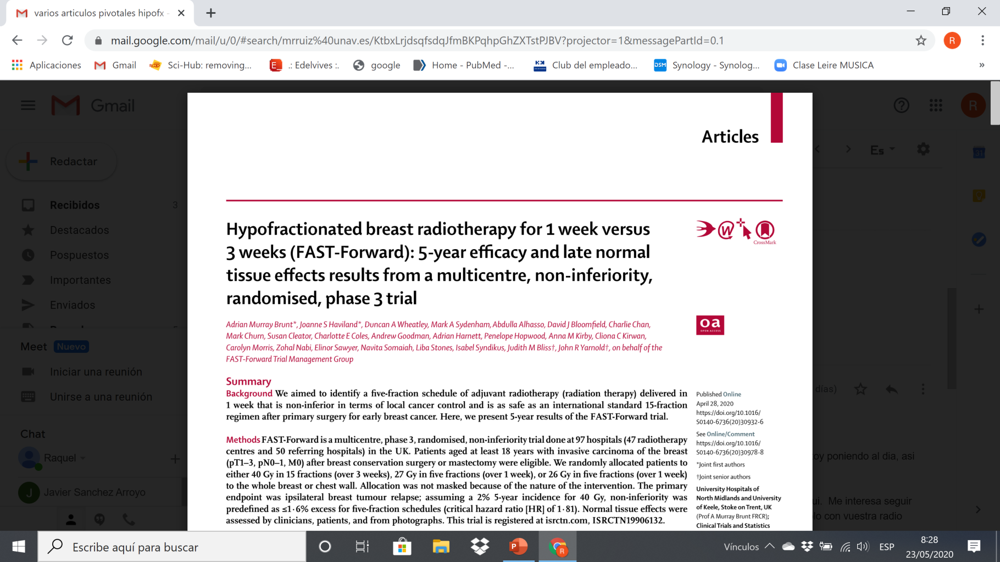 varios articulos pivotales hipofx -
mail.google.com/mail/u/0/#search/mrruiz%40unav.es/KtbxLrjdsqfsdqJfmBKPqhpGhZXTstPJBV?projector=1&messagePartId=0.1
R
Aplicaciones
Gmail
Sci-Hub: removing...
.: Edelvives :.
google
Home - PubMed -...
Club del empleado...
DSM
Synology - Synolog...
Clase Leire MUSICA
»
Gmail
R
Redactar
Es
31
Recibidos 3
Destacados
Pospuestos
Importantes
Enviados
Meet Nuevo
Iniciar una reunión
Unirse a una reunión
Chat
Raquel
J Javier Sanchez Arroyo
Articles
Hypofractionated breast radiotherapy for 1 week versus
3 weeks (FAST-Forward): 5-year efficacy and late normal
tissue effects results from a multicentre, non-inferiority,
randomised, phase 3 trial
CrossMark
Adrian Murray Brunt*, Joanne S Haviland*, Duncan A Wheatley, Mark A Sydenham, Abdulla Alhasso, David J Bloomfield, Charlie Chan,
Mark Churn, Susan Cleator, Charlotte E Coles, Andrew Goodman, Adrian Harnett, Penelope Hopwood, Anna M Kirby, Cliona C Kirwan,
Carolyn Morris, Zohal Nabi, Elinor Sawyer, Navita Somaiah, Liba Stones, Isabel Syndikus, Judith M Bliss†, John R Yarnold†, on behalf of the
FAST-Forward Trial Management Group
oa
OPEN ACCESS
Summary
Background We aimed to identify a five-fraction schedule of adjuvant radiotherapy (radiation therapy) delivered in
1 week that is non-inferior in terms of local cancer control and is as safe as an international standard 15-fraction
regimen after primary surgery for early breast cancer. Here, we present 5-year results of the FAST-Forward trial.
Methods FAST-Forward is a multicentre, phase 3, randomised, non-inferiority trial done at 97 hospitals (47 radiotherapy
centres and 50 referring hospitals) in the UK. Patients aged at least 18 years with invasive carcinoma of the breast
(pT1–3, pN0–1, M0) after breast conservation surgery or mastectomy were eligible. We randomly allocated patients to
either 40 Gy in 15 fractions (over 3 weeks), 27 Gy in five fractions (over 1 week), or 26 Gy in five fractions (over 1 week)
to the whole breast or chest wall. Allocation was not masked because of the nature of the intervention. The primary
endpoint was ipsilateral breast tumour relapse; assuming a 2% 5-year incidence for 40 Gy, non-inferiority was
predefined as ≤1·6% excess for five-fraction schedules (critical hazard ratio [HR] of 1·81). Normal tissue effects were
assessed by clinicians, patients, and from photographs. This trial is registered at isrctn.com, ISRCTN19906132.
Published Online
April 28, 2020
https://doi.org/10.1016/
S0140-6736(20)30932-6
See Online/Comment
https://doi.org/10.1016/
S0140-6736(20)30978-8
*Joint first authors
†Joint senior authors
University Hospitals of
North Midlands and University
of Keele, Stoke on Trent, UK
(Prof A Murray Brunt FRCR);
Clinical Trials and Statistics
días)
oy poniendo al dia, asi
ui. Me interesa seguir
lo con vuestra radio
Escribe aquí para buscar
Vínculos
ESP
8:28
23/05/2020